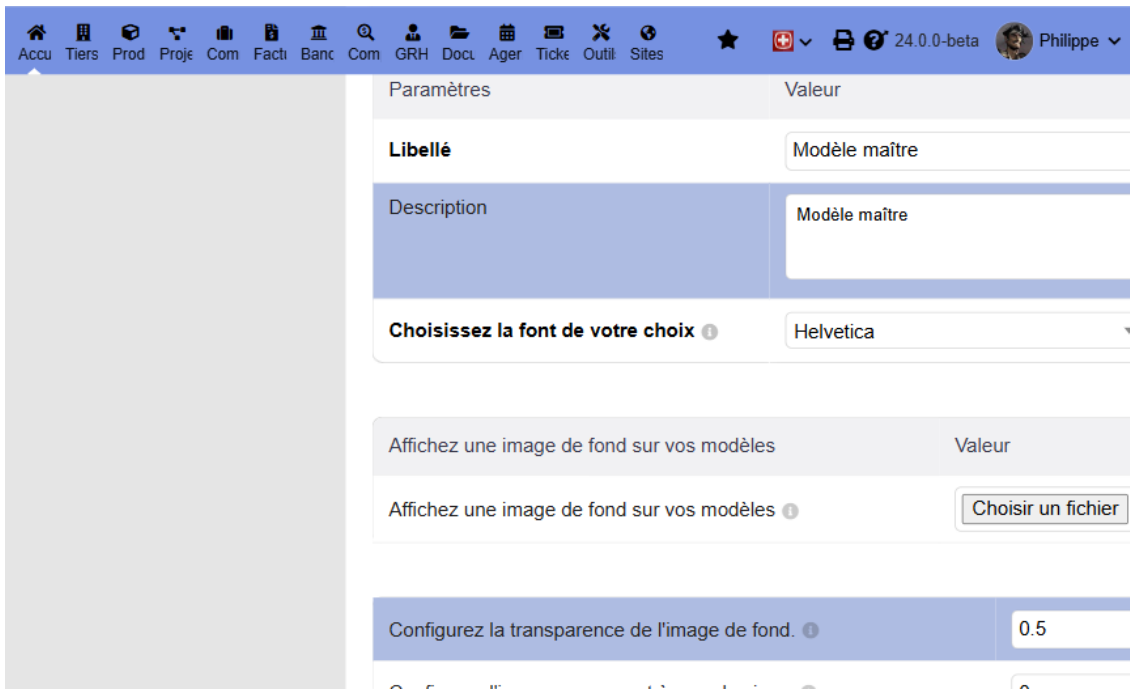 Accu Tiers Prod Proje Com Factu Banc Com GRH Docu Ager Ticke Outil Sites 24.0.0-beta Philippe
Paramètres Valeur
Libellé Modèle maître
Description Modèle maître
Choisissez la font de votre choix Helvetica
Affichez une image de fond sur vos modèles Valeur
Affichez une image de fond sur vos modèles Choisir un fichier
Configurez la transparence de l'image de fond. 0.5